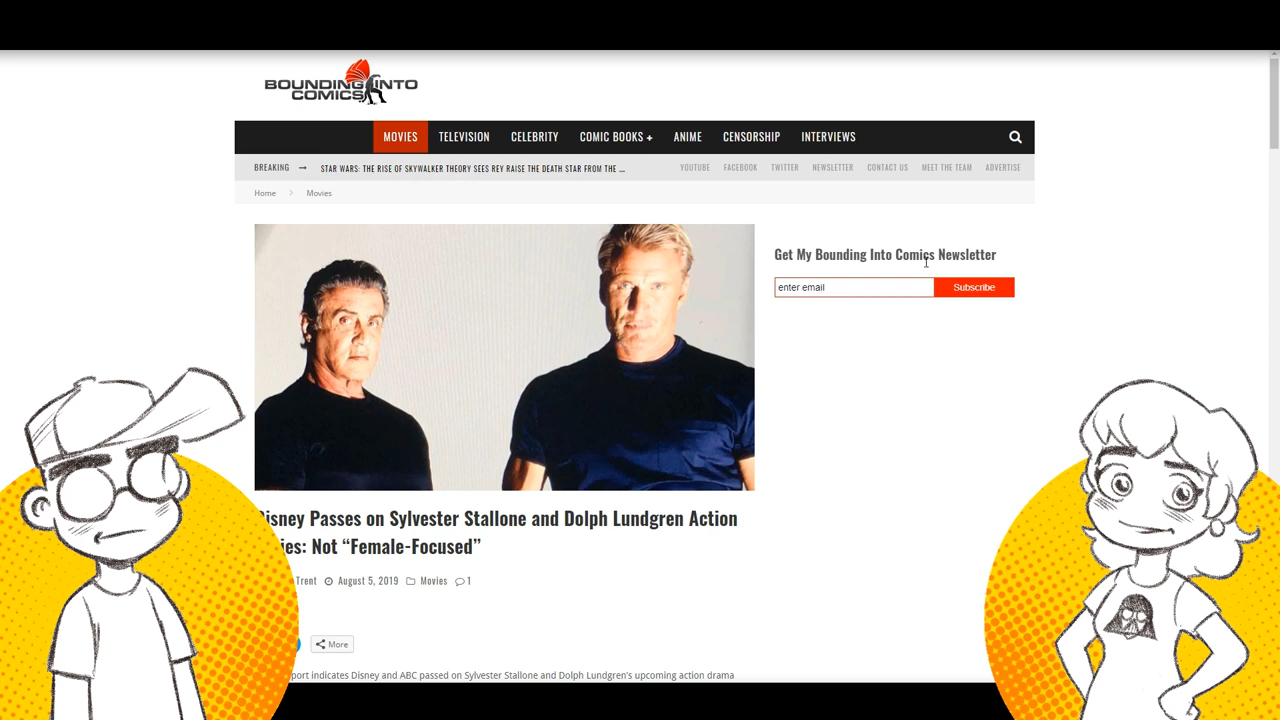 BOUNDING INTO
COMICS
MOVIES TELEVISION CELEBRITY COMIC BOOKS + ANIME CENSORSHIP INTERVIEWS
BREAKING → STAR WARS: THE RISE OF SKYWALKER THEORY SEES REY RAISE THE DEATH STAR FROM THE ... YOUTUBE FACEBOOK TWITTER NEWSLETTER CONTACT US MEET THE TEAM ADVERTISE
Home > Movies
Get My Bounding Into Comics Newsletter
enter email Subscribe
Disney Passes on Sylvester Stallone and Dolph Lundgren Action
Not “Female-Focused”
Trent August 5, 2019 Movies 1
More
indicates Disney and ABC passed on Sylvester Stallone and Dolph Lundgren's upcoming action drama